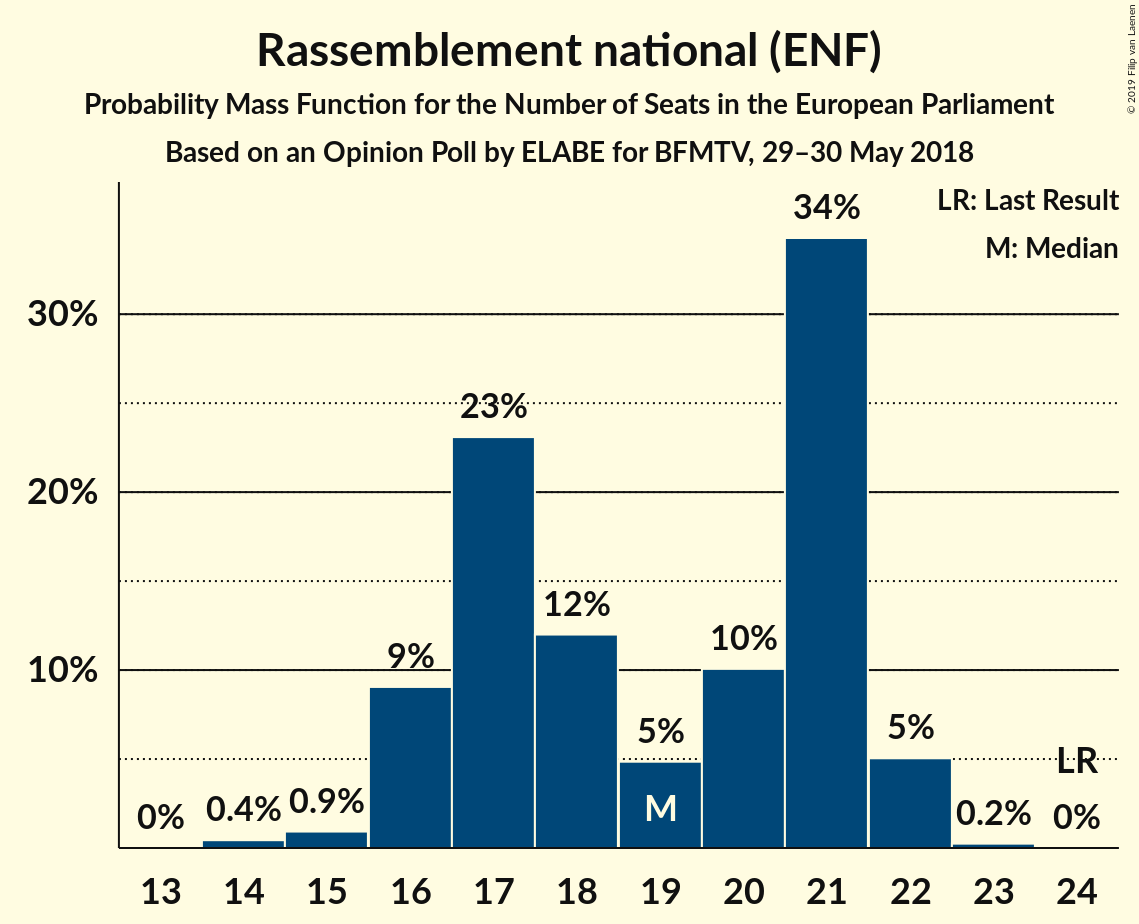 Rassemblement national (ENF)
Probability Mass Function for the Number of Seats in the European Parliament
Based on an Opinion Poll by ELABE for BFMTV, 29–30 May 2018
© 2019 Filip van Laenen
LR: Last Result
M: Median
34%
30%
23%
20%
12%
10%
9%
10%
5%
5%
LR
0%
0.4%
0.9%
M
0.2%
0%
13 14 15 16 17 18 19 20 21 22 23 24